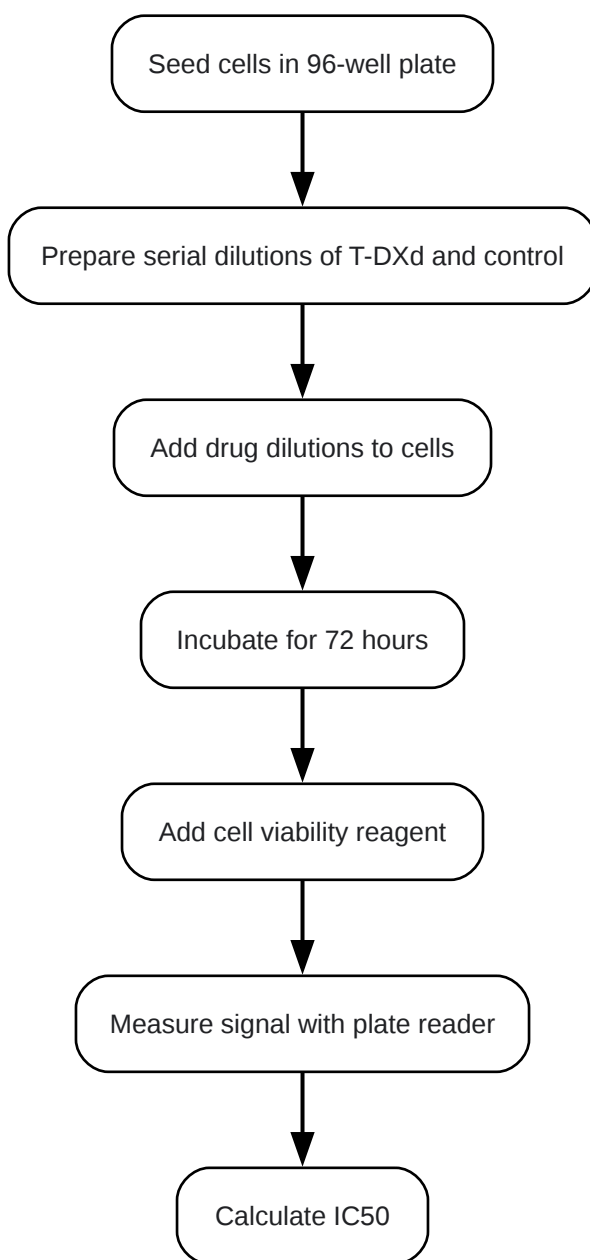 Seed cells in 96-well plate
Prepare serial dilutions of T-DXd and control
Add drug dilutions to cells
Incubate for 72 hours
Add cell viability reagent
Measure signal with plate reader
Calculate IC50